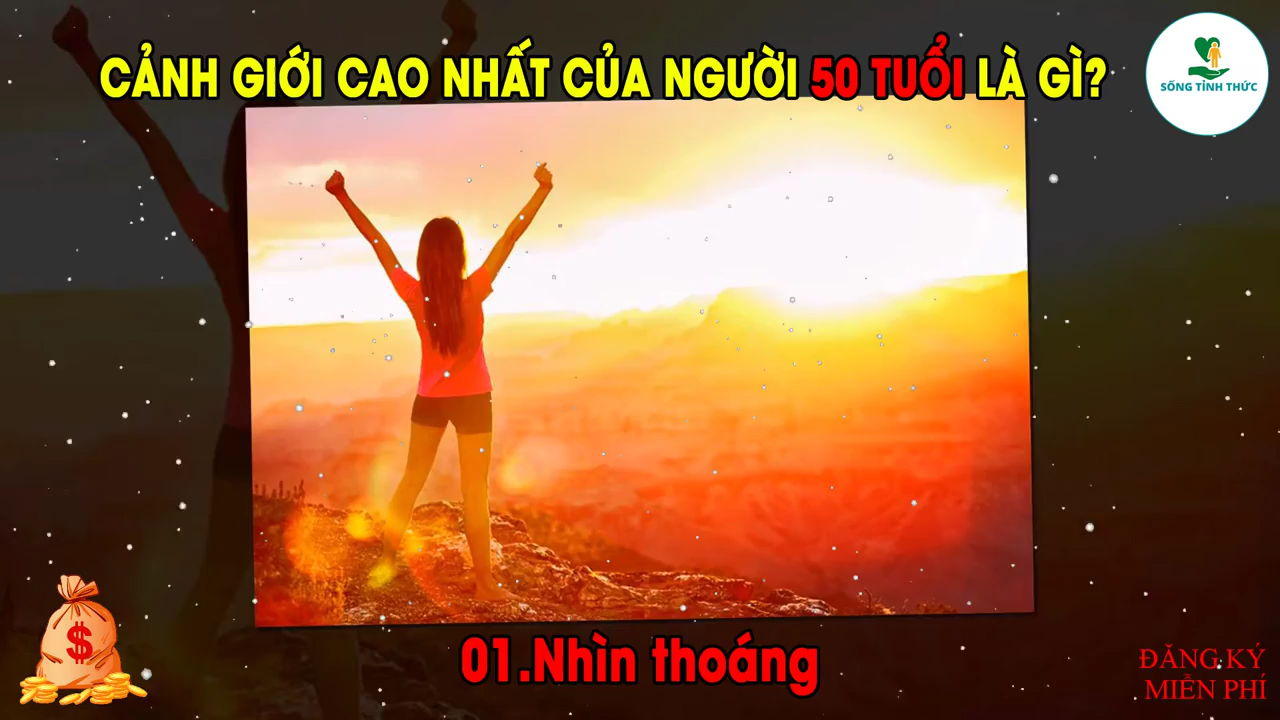 CẢNH GIỚI CAO NHẤT CỦA NGƯỜI 50 TUỔI LÀ GÌ?
SỐNG TỈNH THỨC
$
01.Nhìn thoáng
ĐĂNG KÝ
MIỄN PHÍ